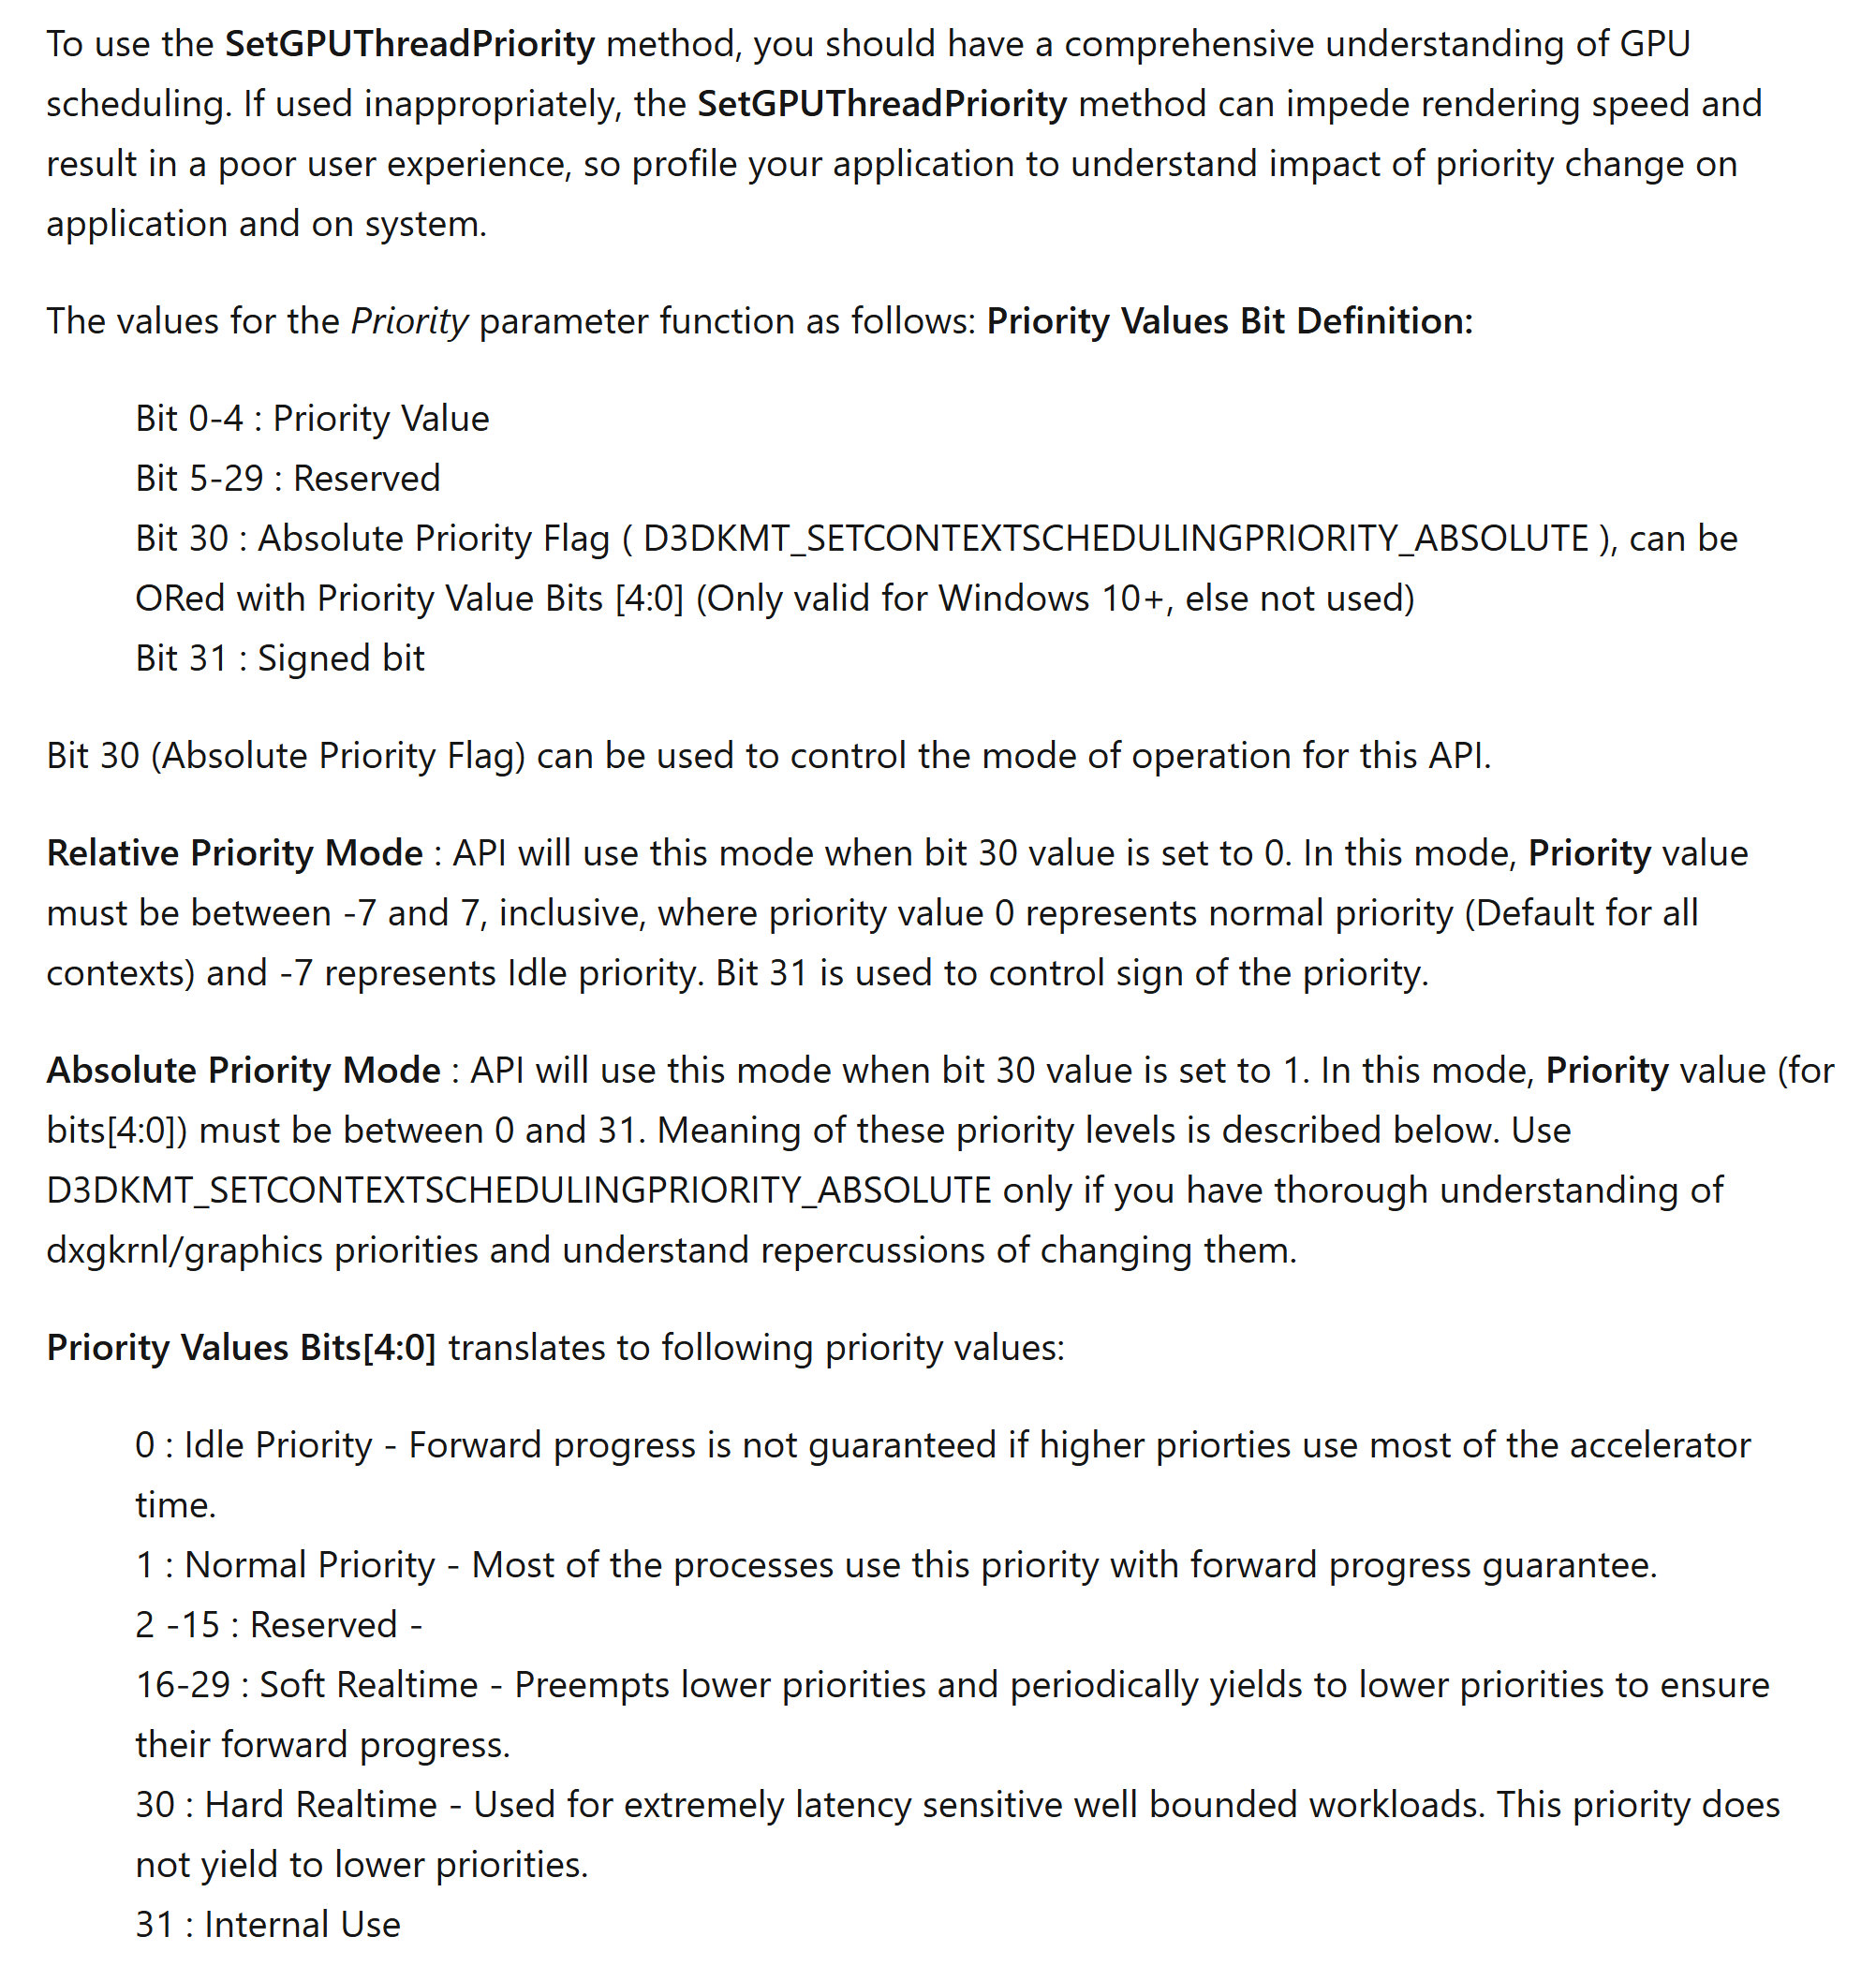 To use the SetGPUThreadPriority method, you should have a comprehensive understanding of GPU
scheduling. If used inappropriately, the SetGPUThreadPriority method can impede rendering speed and
result in a poor user experience, so profile your application to understand impact of priority change on
application and on system.
The values for the Priority parameter function as follows: Priority Values Bit Definition:
Bit 0-4 : Priority Value
Bit 5-29 : Reserved
Bit 30 : Absolute Priority Flag ( D3DKMT_SETCONTEXTSCHEDULINGPRIORITY_ABSOLUTE ), can be
ORed with Priority Value Bits [4:0] (Only valid for Windows 10+, else not used)
Bit 31 : Signed bit
Bit 30 (Absolute Priority Flag) can be used to control the mode of operation for this API.
Relative Priority Mode : API will use this mode when bit 30 value is set to 0. In this mode, Priority value
must be between -7 and 7, inclusive, where priority value 0 represents normal priority (Default for all
contexts) and -7 represents Idle priority. Bit 31 is used to control sign of the priority.
Absolute Priority Mode : API will use this mode when bit 30 value is set to 1. In this mode, Priority value (for
bits[4:0]) must be between 0 and 31. Meaning of these priority levels is described below. Use
D3DKMT_SETCONTEXTSCHEDULINGPRIORITY_ABSOLUTE only if you have thorough understanding of
dxgkrnl/graphics priorities and understand repercussions of changing them.
Priority Values Bits[4:0] translates to following priority values:
0 : Idle Priority - Forward progress is not guaranteed if higher priorties use most of the accelerator
time.
1 : Normal Priority - Most of the processes use this priority with forward progress guarantee.
2 -15 : Reserved -
16-29 : Soft Realtime - Preempts lower priorities and periodically yields to lower priorities to ensure
their forward progress.
30 : Hard Realtime - Used for extremely latency sensitive well bounded workloads. This priority does
not yield to lower priorities.
31 : Internal Use